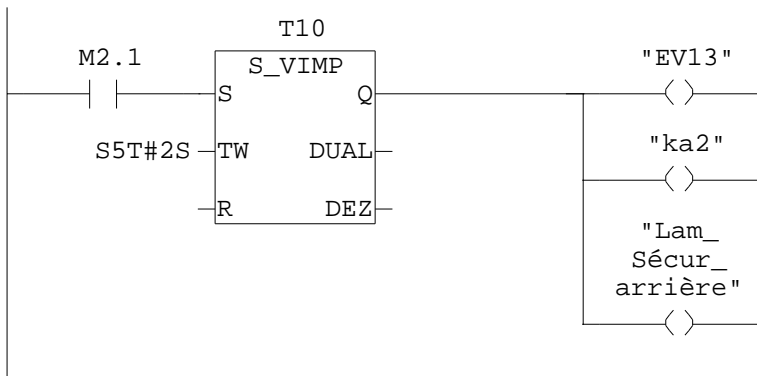 T10
M2.1
S_VIMP
"EV13"
S
Q
"ka2"
S5T#2S
TW
DUAL
R
DEZ
"Lam_
Sécur_
arrière"